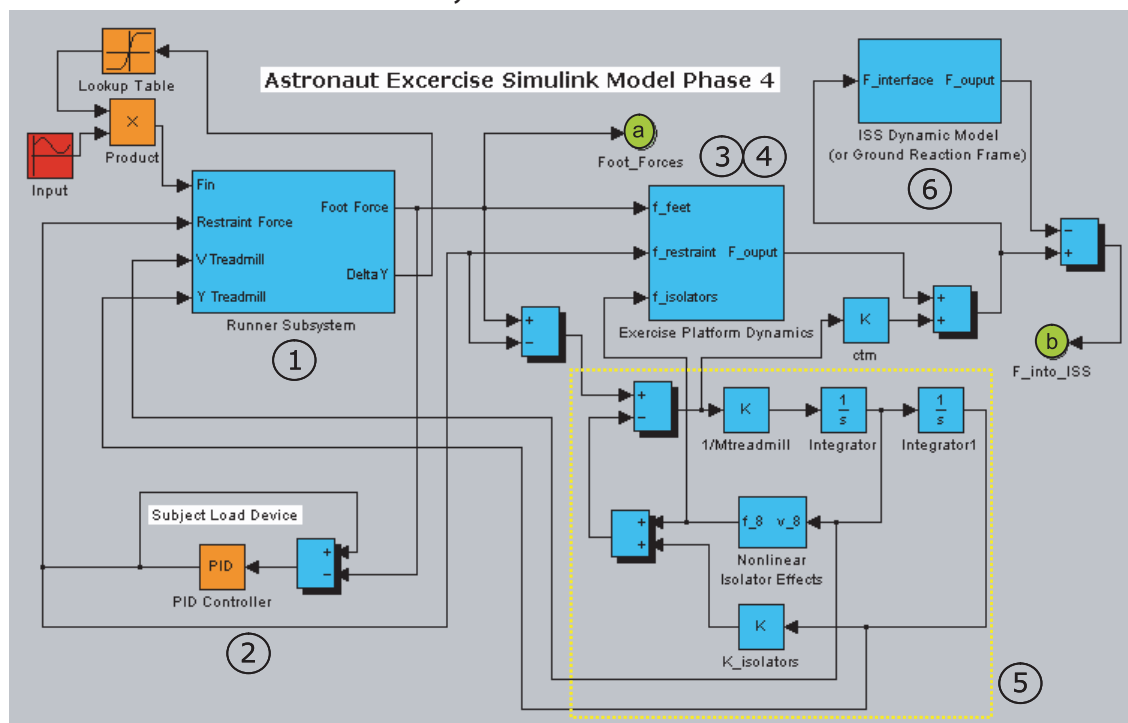 Lookup Table
Astronaut Excercise Simulink Model Phase 4
F_interface F_ouput
ISS Dynamic Model
(or Ground Reaction Frame)
6
×
Product
Input
a
Foot_Forces
3 4
Fin
Restraint Force
V Treadmill
Y Treadmill
Foot Force
DeltaY
Runner Subsystem
1
f_feet
f_restraint F_ouput
f_isolators
Exercise Platform Dynamics
-
+
+
-
+
+
K
ctm
b
F_into_ISS
+
-
K
1/Mtreadmill
1
s
Integrator
1
s
Integrator1
Subject Load Device
PID
PID Controller
+
-
2
+
+
f_8 v_8
Nonlinear
Isolator Effects
K
K_isolators
5